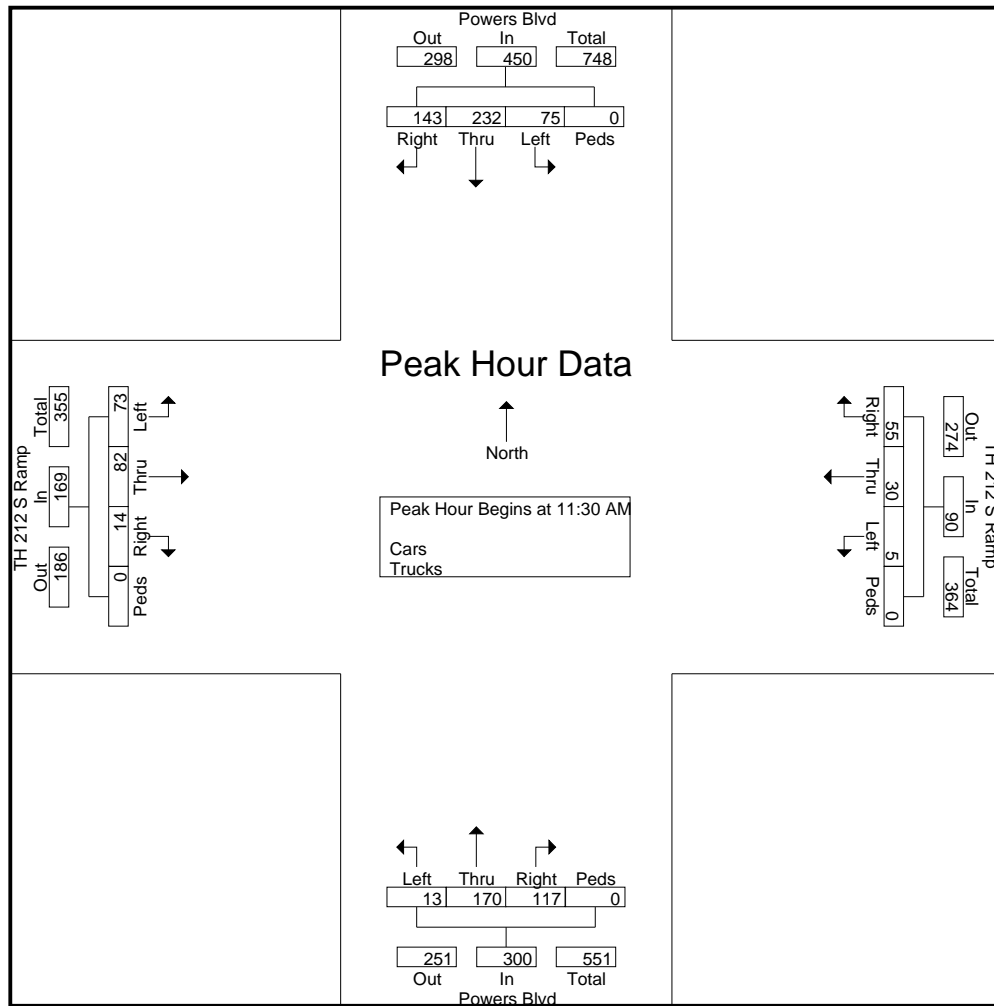 Powers Blvd
Out In Total
298 450 748
143 232 75 0
Right Thru Left Peds
Peak Hour Data
North
Peak Hour Begins at 11:30 AM
Cars
Trucks
TH 212 S Ramp
Total In Out
355 169 186
73 82 14 0
Left Thru Right Peds
TH 212 S Ramp
Out In Total
274 90 364
55 30 5 0
Right Thru Left Peds
Left Thru Right Peds
13 170 117 0
251 300 551
Out In Total
Powers Blvd